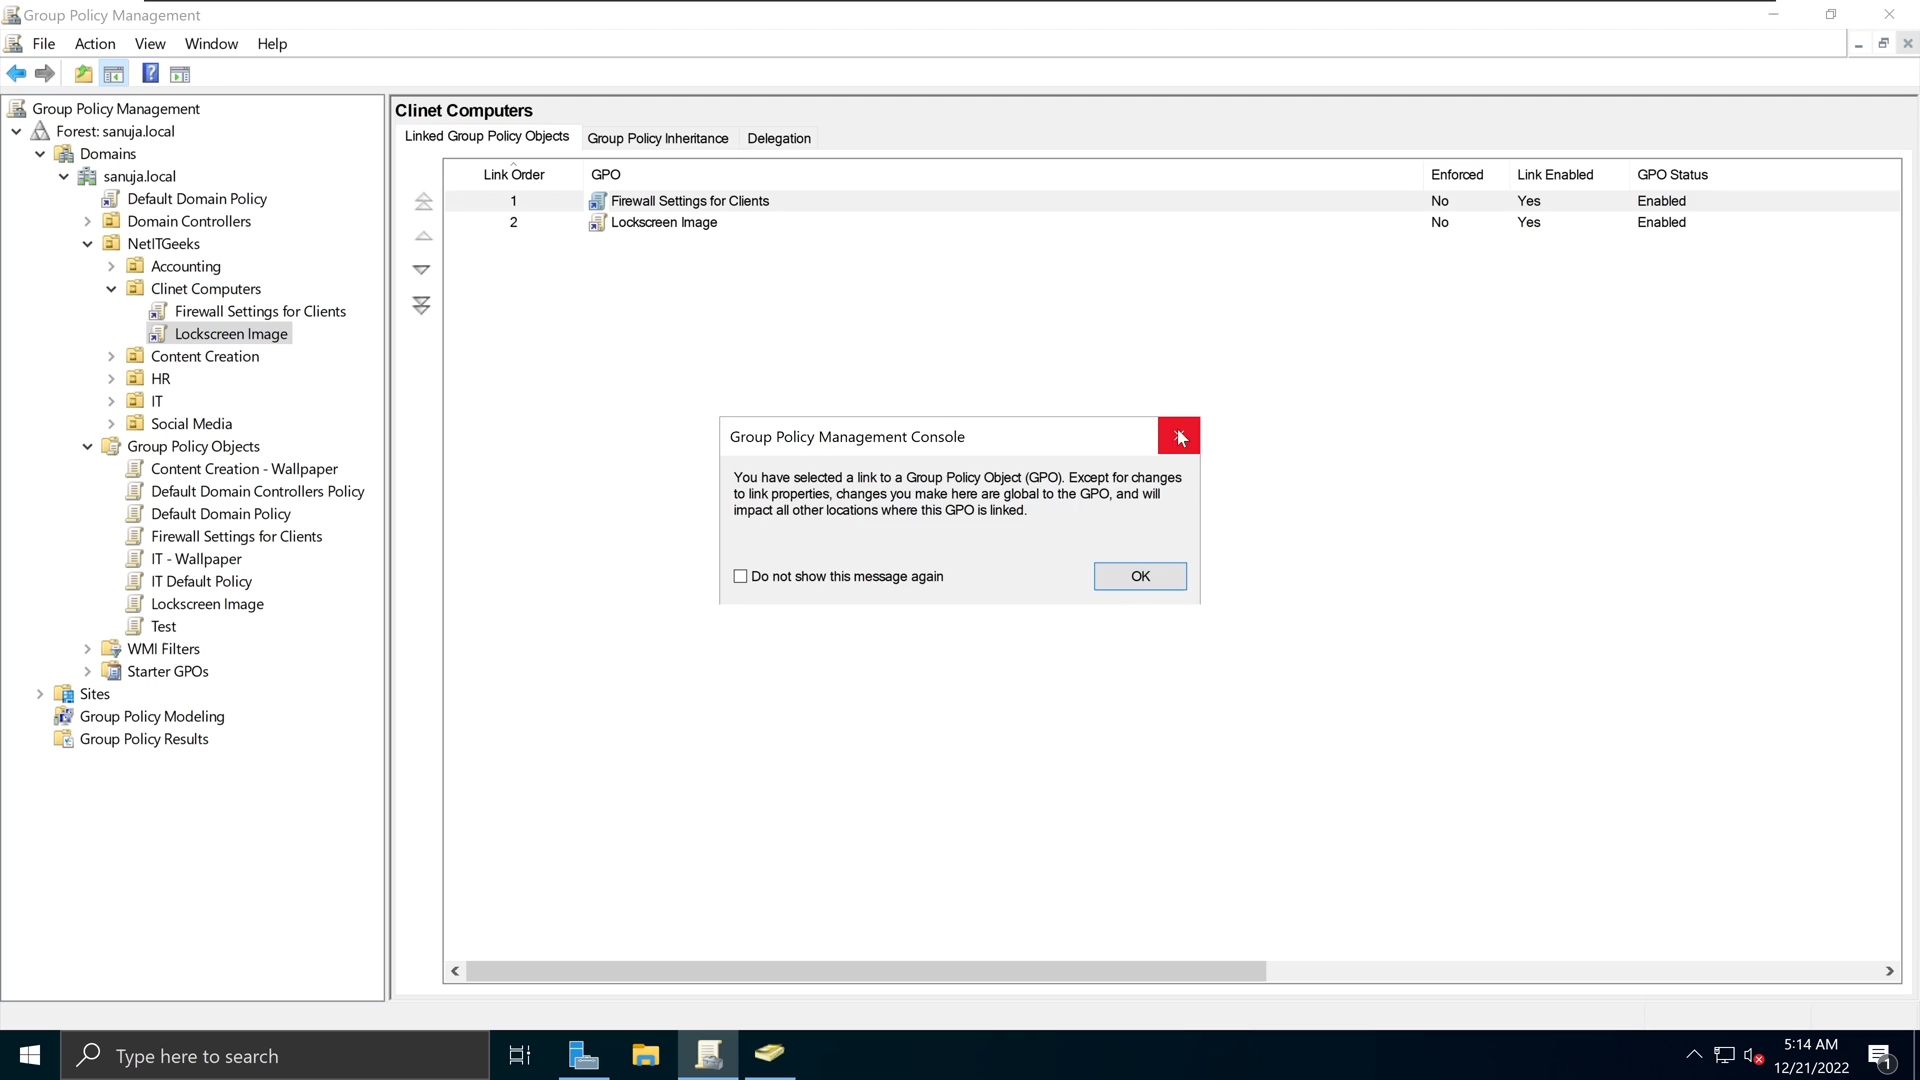 Group Policy Management
File Action View Window Help
Group Policy Management
Forest: sanuja.local
Domains
sanuja.local
Default Domain Policy
Domain Controllers
NetITGeeks
Accounting
Clinet Computers
Firewall Settings for Clients
Lockscreen Image
Content Creation
HR
IT
Social Media
Group Policy Objects
Content Creation - Wallpaper
Default Domain Controllers Policy
Default Domain Policy
Firewall Settings for Clients
IT - Wallpaper
IT Default Policy
Lockscreen Image
Test
WMI Filters
Starter GPOs
Sites
Group Policy Modeling
Group Policy Results
Clinet Computers
Linked Group Policy Objects Group Policy Inheritance Delegation
Link Order GPO Enforced Link Enabled GPO Status
1 Firewall Settings for Clients No Yes Enabled
2 Lockscreen Image No Yes Enabled
Group Policy Management Console
You have selected a link to a Group Policy Object (GPO). Except for changes
to link properties, changes you make here are global to the GPO, and will
impact all other locations where this GPO is linked.
Do not show this message again OK
Type here to search
5:14 AM
12/21/2022
1